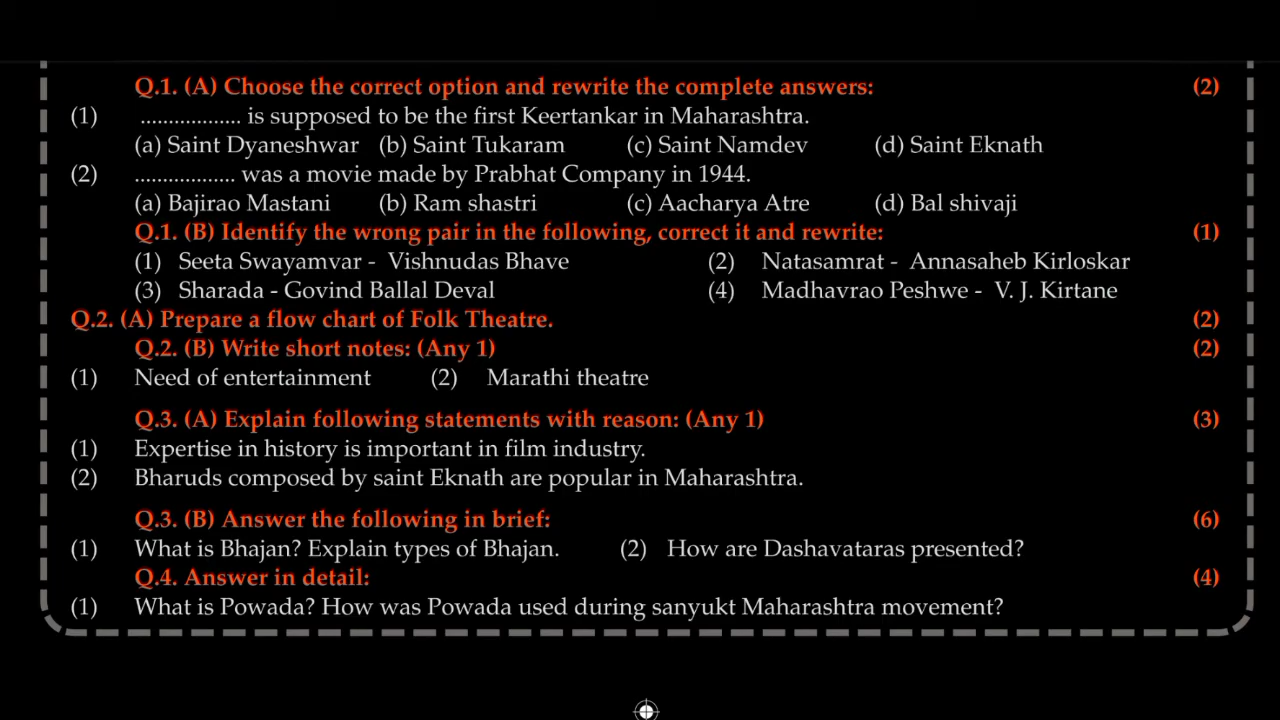 Q.1. (A) Choose the correct option and rewrite the complete answers: (2)
(1) .................. is supposed to be the first Keertankar in Maharashtra.
(a) Saint Dyaneshwar (b) Saint Tukaram (c) Saint Namdev (d) Saint Eknath
(2) .................. was a movie made by Prabhat Company in 1944.
(a) Bajirao Mastani (b) Ram shastri (c) Aacharya Atre (d) Bal shivaji
Q.1. (B) Identify the wrong pair in the following, correct it and rewrite: (1)
(1) Seeta Swayamvar - Vishnudas Bhave (2) Natasamrat - Annasaheb Kirloskar
(3) Sharada - Govind Ballal Deval (4) Madhavrao Peshwe - V. J. Kirtane
Q.2. (A) Prepare a flow chart of Folk Theatre. (2)
Q.2. (B) Write short notes: (Any 1) (2)
(1) Need of entertainment (2) Marathi theatre
Q.3. (A) Explain following statements with reason: (Any 1) (3)
(1) Expertise in history is important in film industry.
(2) Bharuds composed by saint Eknath are popular in Maharashtra.
Q.3. (B) Answer the following in brief: (6)
(1) What is Bhajan? Explain types of Bhajan. (2) How are Dashavataras presented?
Q.4. Answer in detail: (4)
(1) What is Powada? How was Powada used during sanyukt Maharashtra movement?